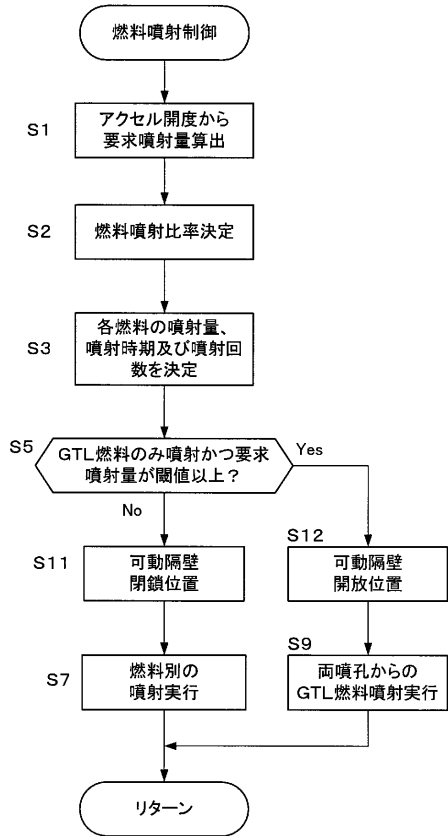 燃料噴射制御
S1
アクセル開度から
要求噴射量算出
S2
燃料噴射比率決定
S3
各燃料の噴射量、
噴射時期及び噴射回
数を決定
S5
GTL燃料のみ噴射かつ要求
噴射量が閾値以上?
Yes
No
S11
可動隔壁
閉鎖位置
S12
可動隔壁
開放位置
S7
燃料別の
噴射実行
S9
両噴孔からの
GTL燃料噴射実行
リターン